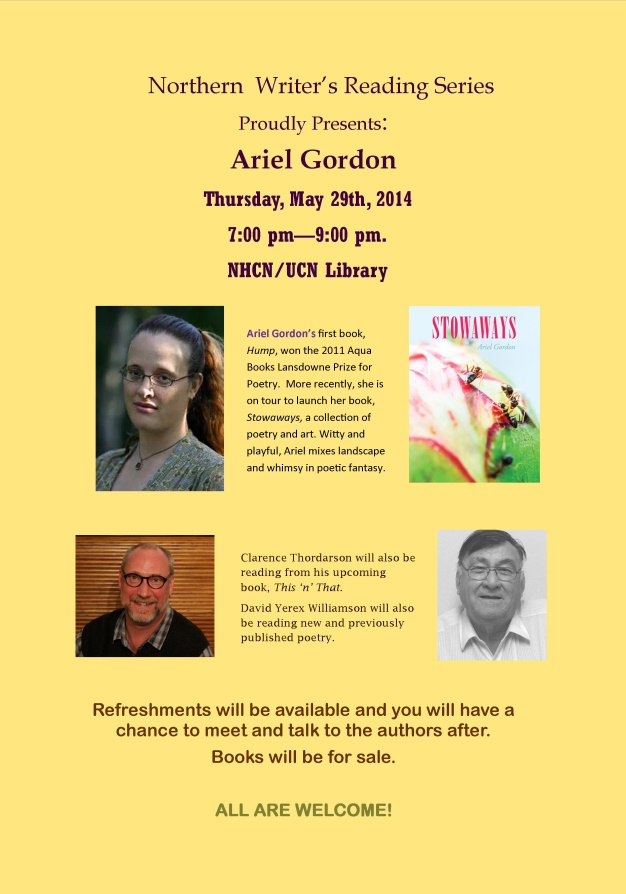 Northern  Writer’s Reading Series
Proudly Presents:
Ariel Gordon
Thursday, May 29th, 2014
7:00 pm—9:00 pm.
NHCN/UCN Library
Ariel Gordon’s first book,
Hump, won the 2011 Aqua
Books Lansdowne Prize for
Poetry.  More recently, she is
on tour to launch her book,
Stowaways, a collection of
poetry and art. Witty and
playful, Ariel mixes landscape
and whimsy in poetic fantasy.
STOWAWAYS
Ariel Gordon
Clarence Thordarson will also be
reading from his upcoming
book, This ‘n’ That.
David Yerex Williamson will also
be reading new and previously
published poetry.
Refreshments will be available and you will have a
chance to meet and talk to the authors after.
Books will be for sale.
ALL ARE WELCOME!